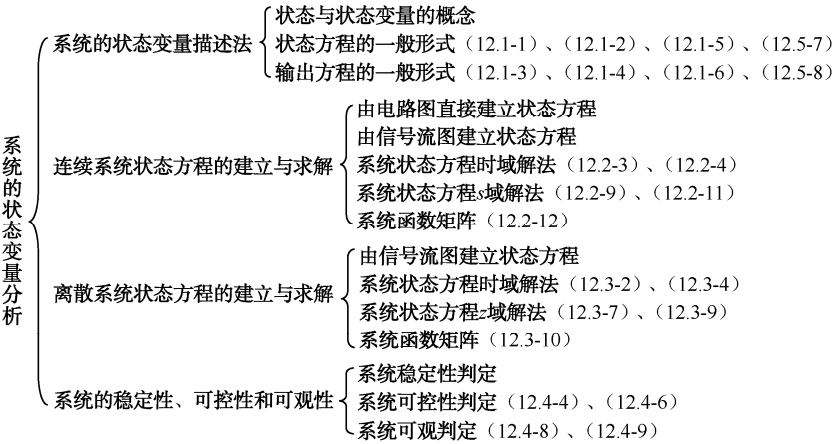 系统的状态变量分析
系统的状态变量描述法
状态与状态变量的概念
状态方程的一般形式（12.1-1）、（12.1-2）、（12.1-5）、（12.5-7）
输出方程的一般形式（12.1-3）、（12.1-4）、（12.1-6）、（12.5-8）
连续系统状态方程的建立与求解
由电路图直接建立状态方程
由信号流图建立状态方程
系统状态方程时域解法（12.2-3）、（12.2-4）
系统状态方程s域解法（12.2-9）、（12.2-11）
系统函数矩阵（12.2-12）
离散系统状态方程的建立与求解
由信号流图建立状态方程
系统状态方程时域解法（12.3-2）、（12.3-4）
系统状态方程z域解法（12.3-7）、（12.3-9）
系统函数矩阵（12.3-10）
系统的稳定性、可控性和可观性
系统稳定性判定
系统可控性判定（12.4-4）、（12.4-6）
系统可观判定（12.4-8）、（12.4-9）